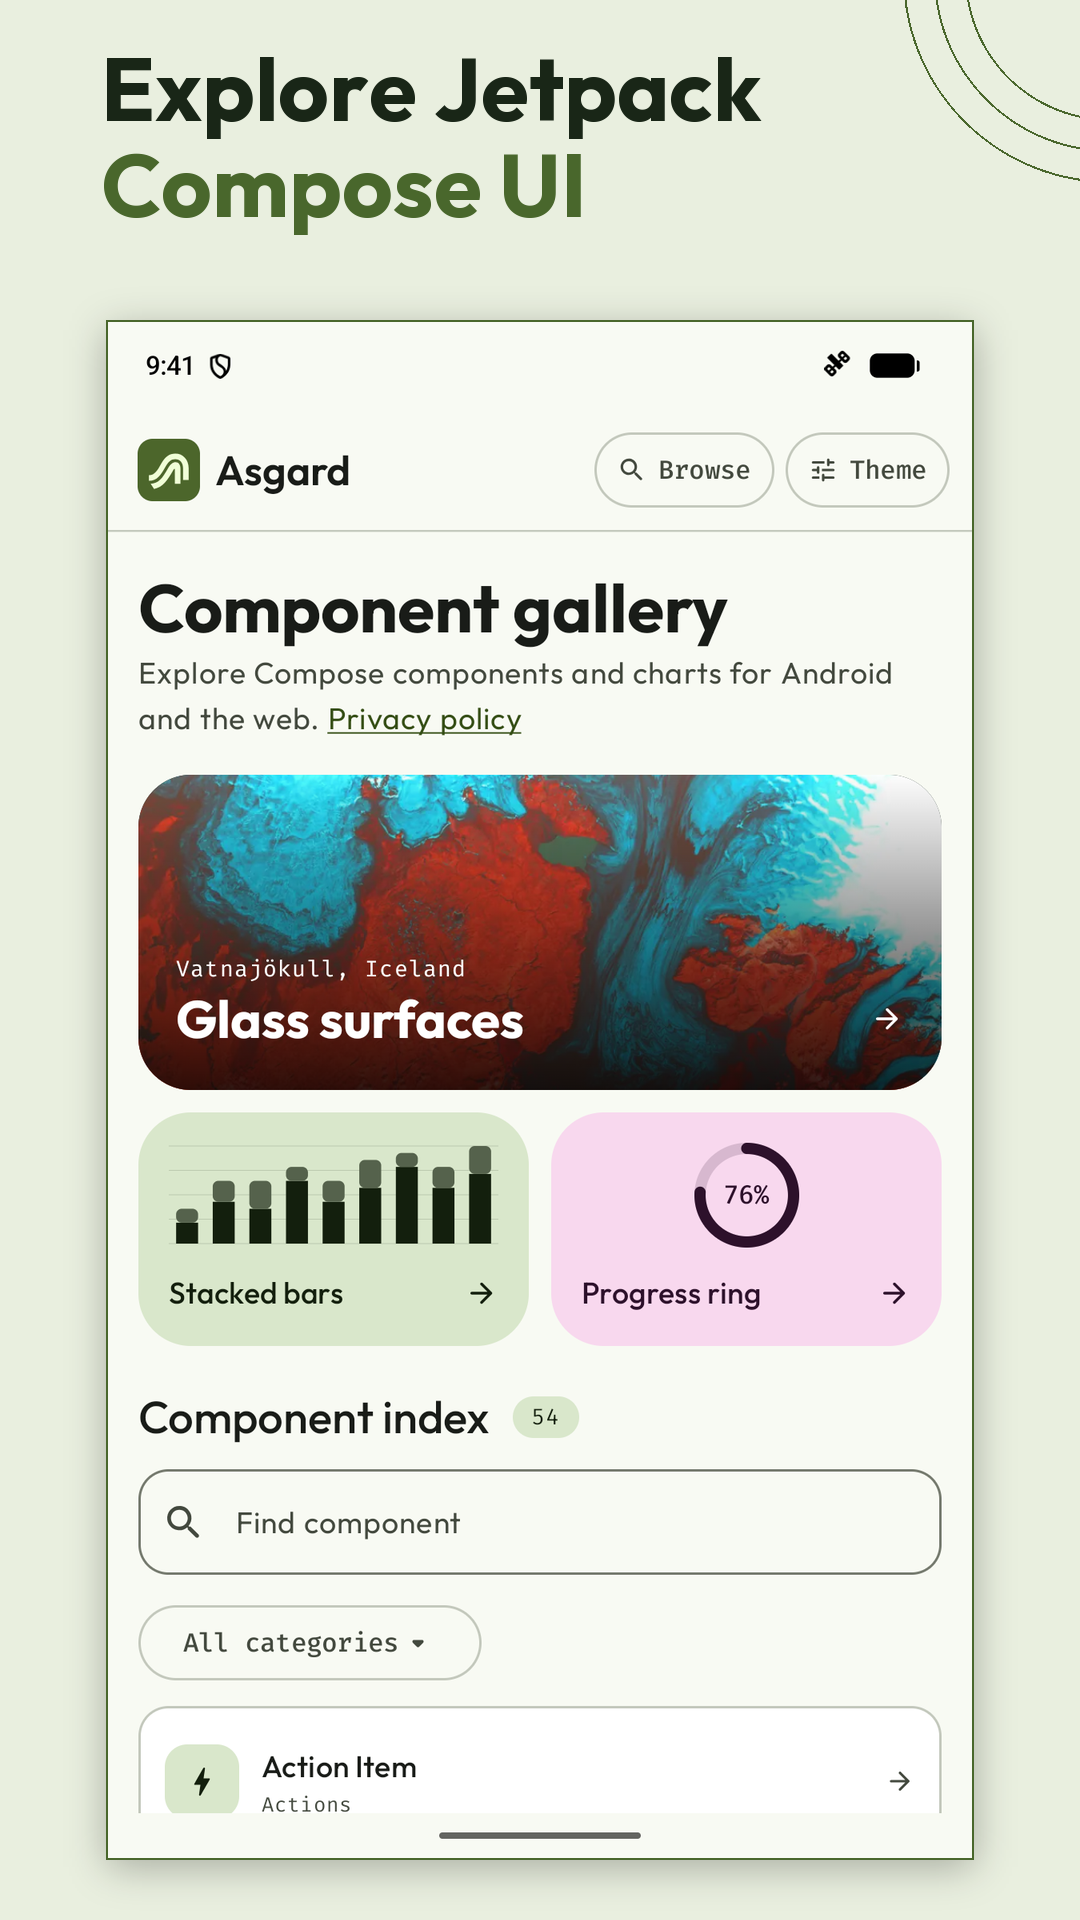 Explore Jetpack
Compose UI
9:41
Asgard
Browse
Theme
Component gallery
Explore Compose components and charts for Android
and the web. Privacy policy
Vatnajökull, Iceland
Glass surfaces
76%
Stacked bars
Progress ring
Component index
54
Find component
All categories
Action Item
Actions